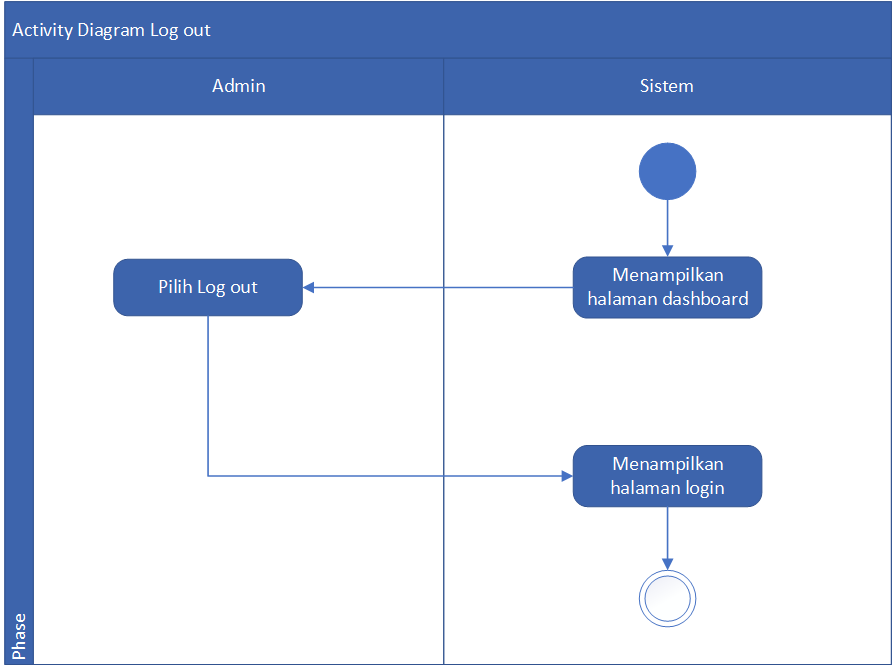 Activity Diagram Log out
Admin
Sistem
Menampilkan
halaman dashboard
Pilih Log out
Menampilkan
halaman login
Phase